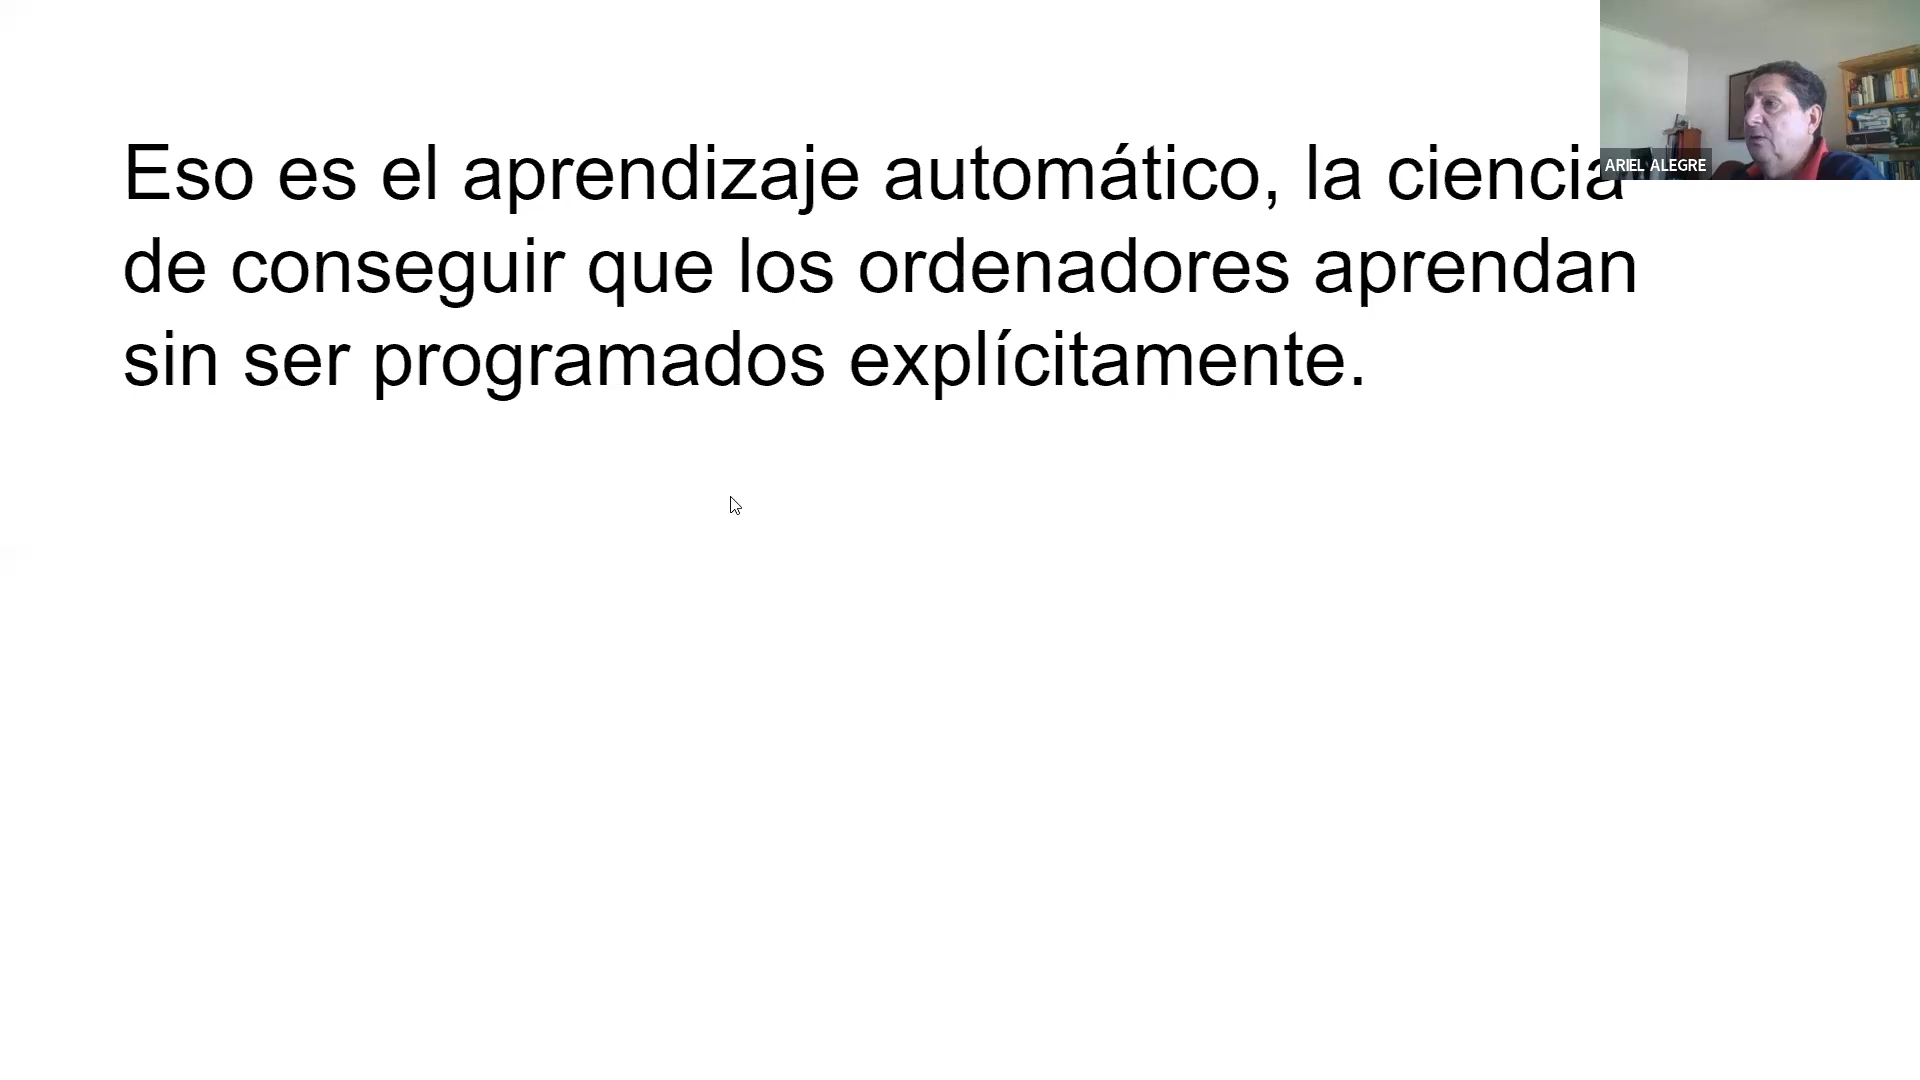 Eso es el aprendizaje automático, la ciencia
de conseguir que los ordenadores aprendan
sin ser programados explícitamente.
ARIEL ALEGRE